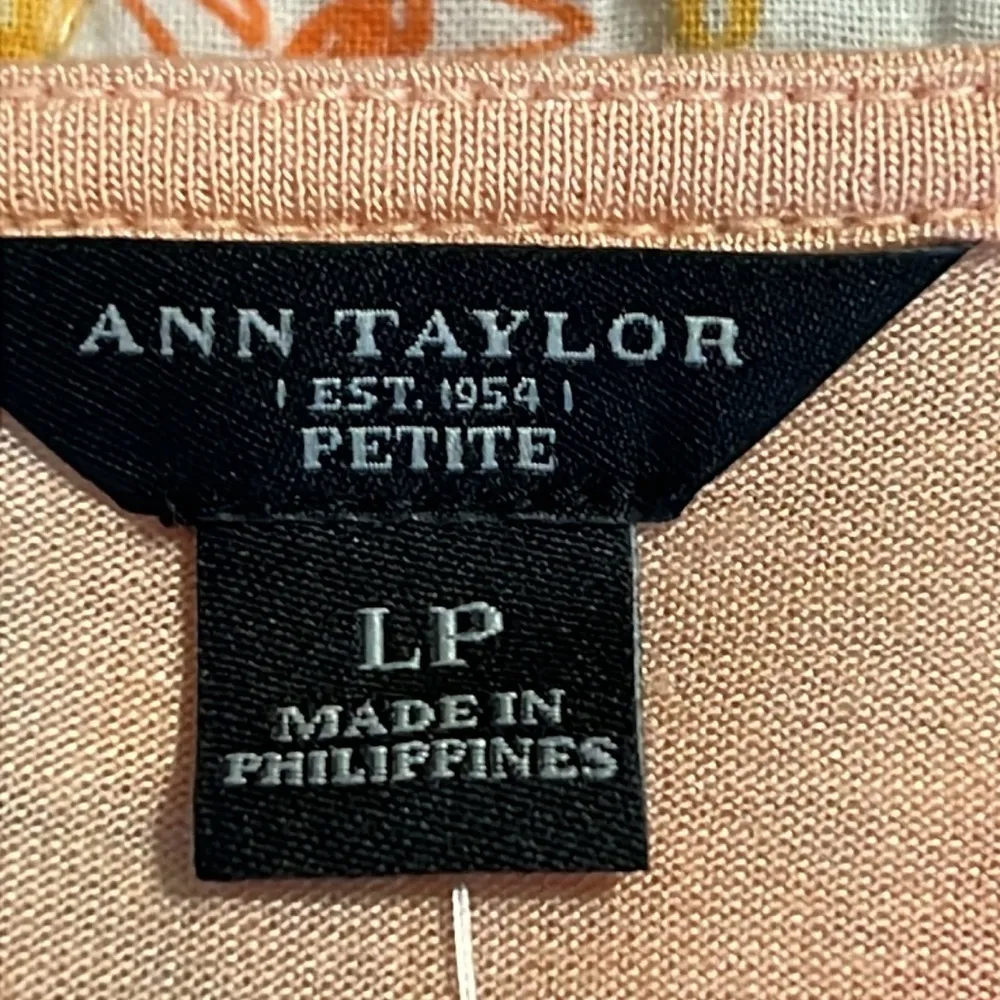 ANN TAYLOR
| EST. 1954 |
PETITE
LP
MADE IN
PHILIPPINES